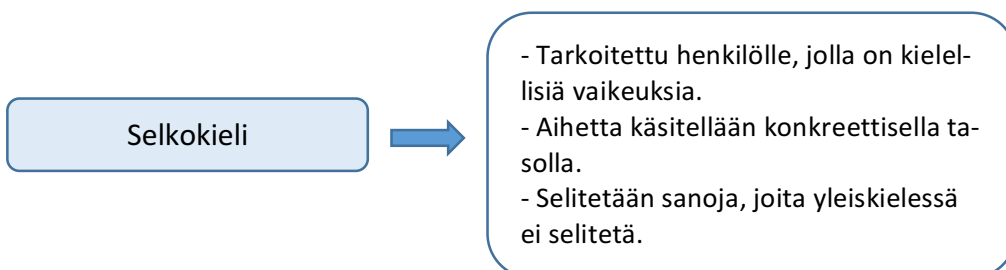 Selkokieli
- Tarkoitettu henkilölle, jolla on kielel-
lisiä vaikeuksia.
- Aihetta käsitellään konkreettisella ta-
solla.
- Selitetään sanoja, joita yleiskielessä
ei selitetä.